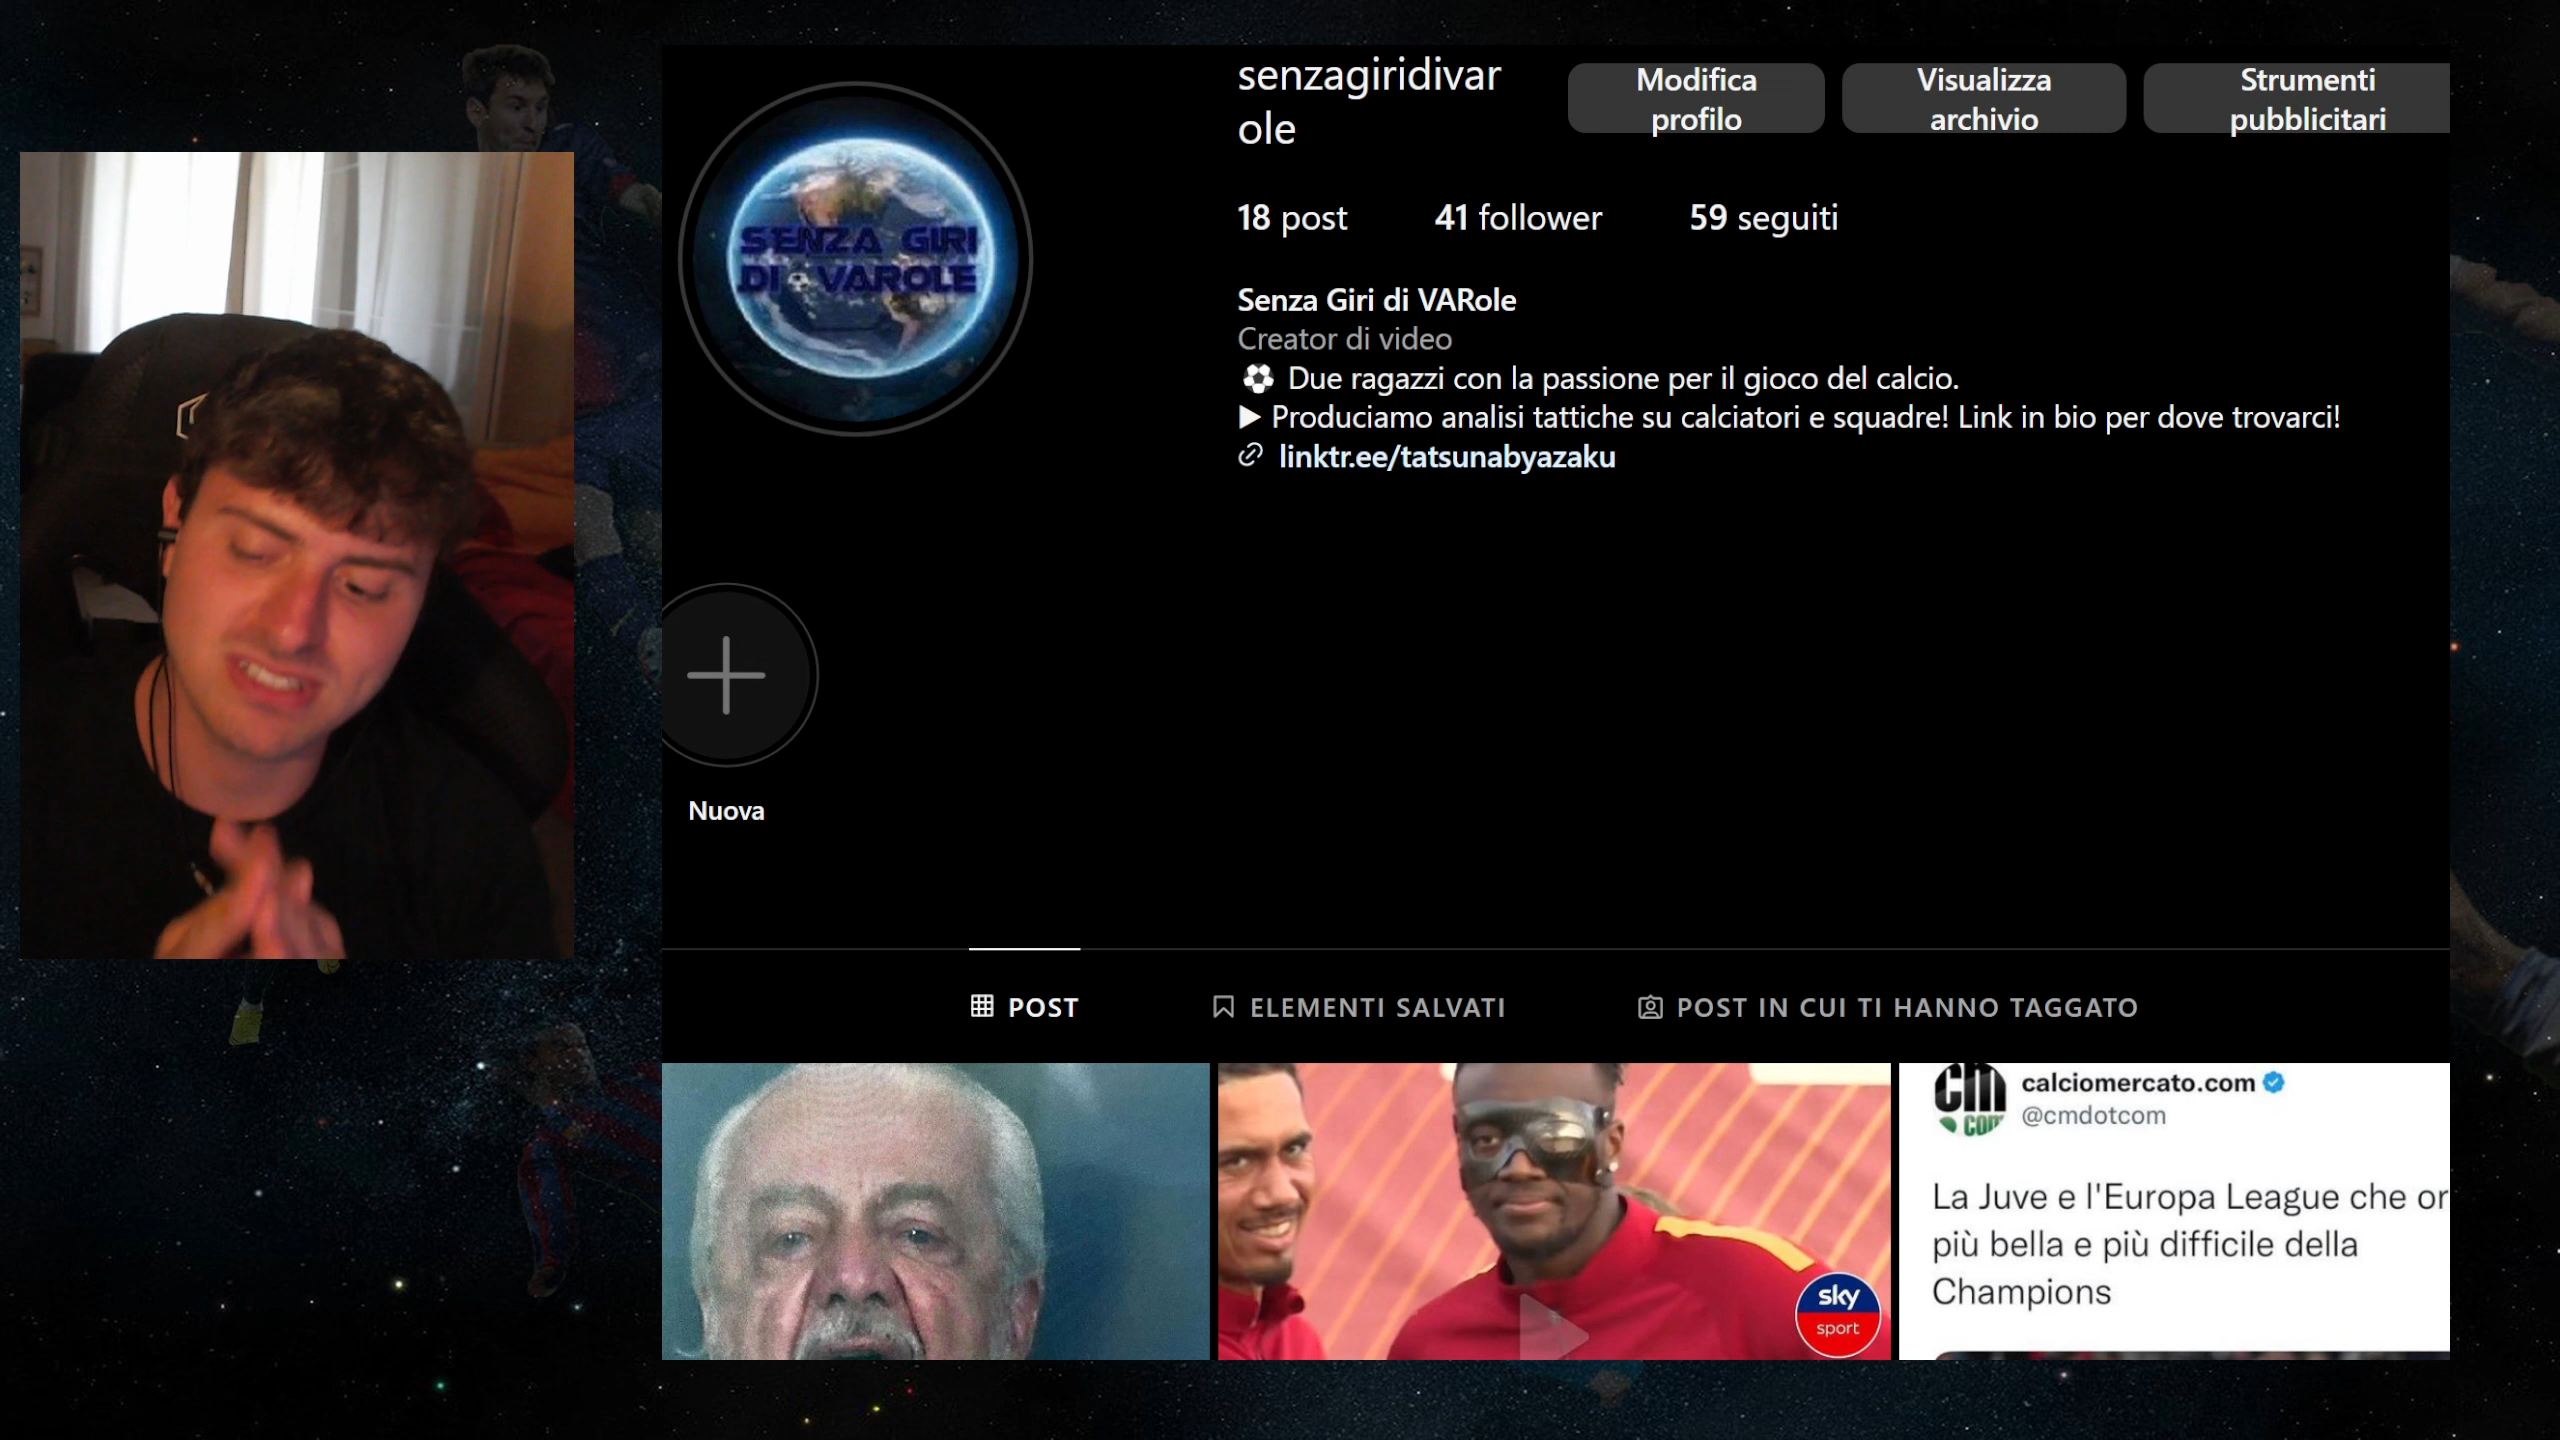 senzagiridivar
ole
Modifica
profilo
Visualizza
archivio
Strumenti
pubblicitari
18 post
41 follower
59 seguiti
SENZA GIRI
DI VAROLE
Senza Giri di VARole
Creator di video
⚽ Due ragazzi con la passione per il gioco del calcio.
▶ Produciamo analisi tattiche su calciatori e squadre! Link in bio per dove trovarci!
linktr.ee/tatsunabyazaku
Nuova
POST
ELEMENTI SALVATI
POST IN CUI TI HANNO TAGGATO
sky
sport
cm
com
calciomercato.com
@cmdotcom
La Juve e l'Europa League che or
più bella e più difficile della
Champions